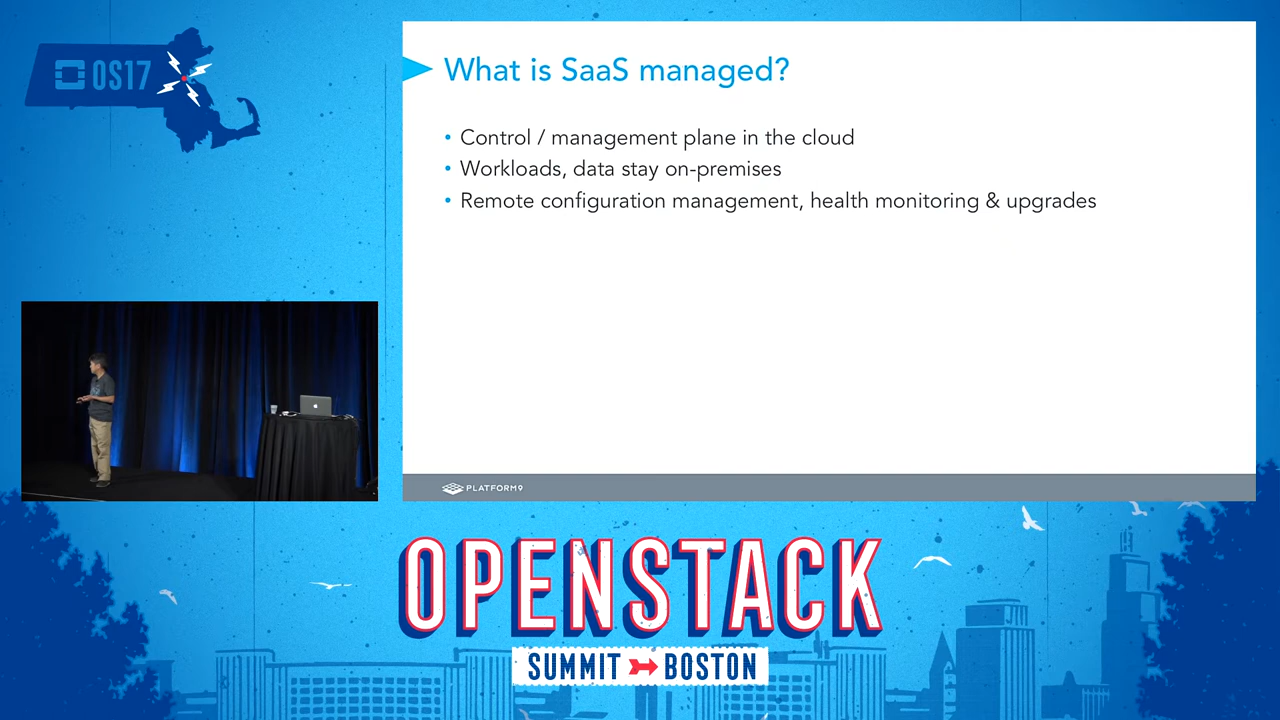 OS17
What is SaaS managed?
• Control / management plane in the cloud
• Workloads, data stay on-premises
• Remote configuration management, health monitoring & upgrades
PLATFORM9
OPENSTACK
SUMMIT BOSTON